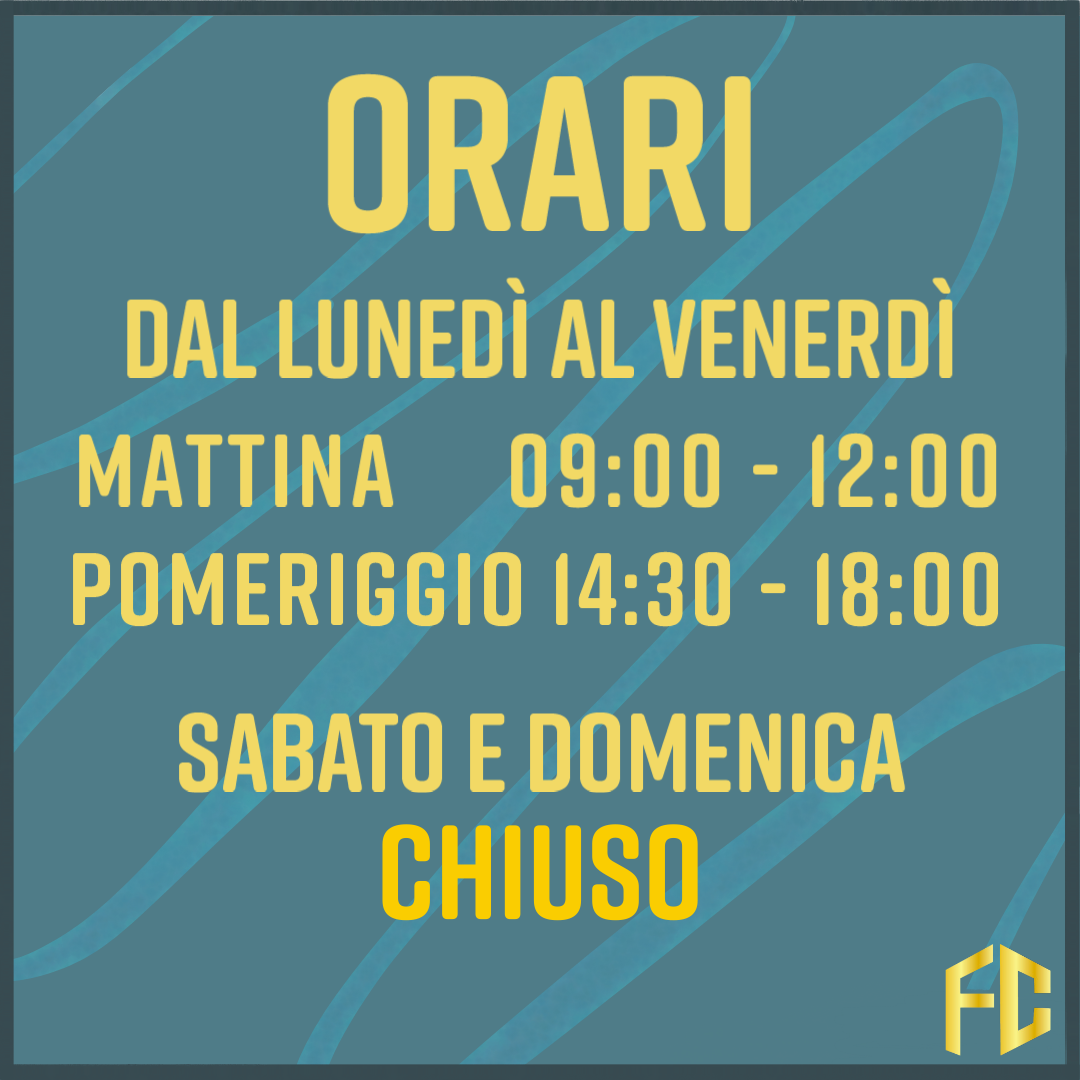 ORARI
DAL LUNEDÌ AL VENERDÌ
MATTINA 09:00 - 12:00
POMERIGGIO 14:30 - 18:00
SABATO E DOMENICA
CHIUSO
FC